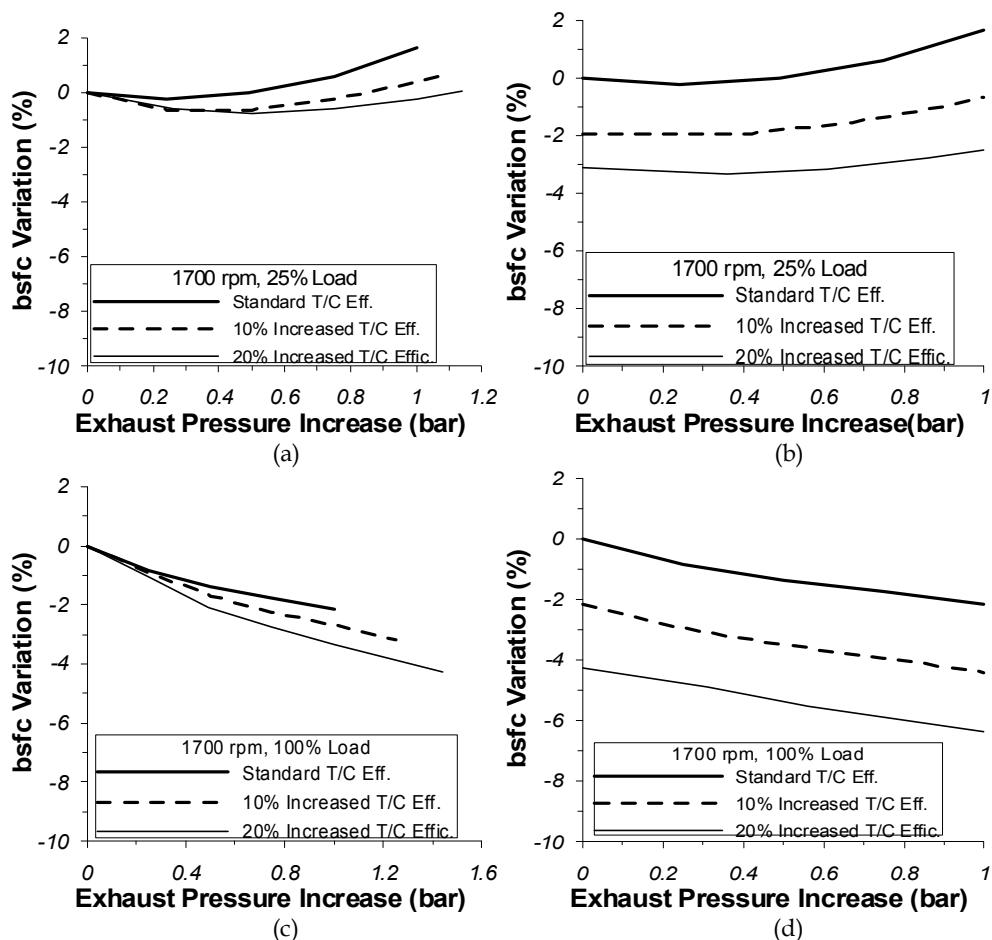 2
0
-2
-4
-6
-8
-10
bsfc Variation (%)
1700 rpm, 25% Load
Standard T/C Eff.
10% Increased T/C Eff.
20% Increased T/C Effic.
0 0.2 0.4 0.6 0.8 1 1.2
Exhaust Pressure Increase (bar)
(a)
2
0
-2
-4
-6
-8
-10
bsfc Variation (%)
1700 rpm, 25% Load
Standard T/C Eff.
10% Increased T/C Eff.
20% Increased T/C Effic.
0 0.2 0.4 0.6 0.8 1
Exhaust Pressure Increase(bar)
(b)
2
0
-2
-4
-6
-8
-10
bsfc Variation (%)
1700 rpm, 100% Load
Standard T/C Eff.
10% Increased T/C Eff.
20% Increased T/C Effic.
0 0.4 0.8 1.2 1.6
Exhaust Pressure Increase (bar)
(c)
2
0
-2
-4
-6
-8
-10
bsfc Variation (%)
1700 rpm, 100% Load
Standard T/C Eff.
10% Increased T/C Eff.
20% Increased T/C Effic.
0 0.2 0.4 0.6 0.8 1
Exhaust Pressure Increase (bar)
(d)